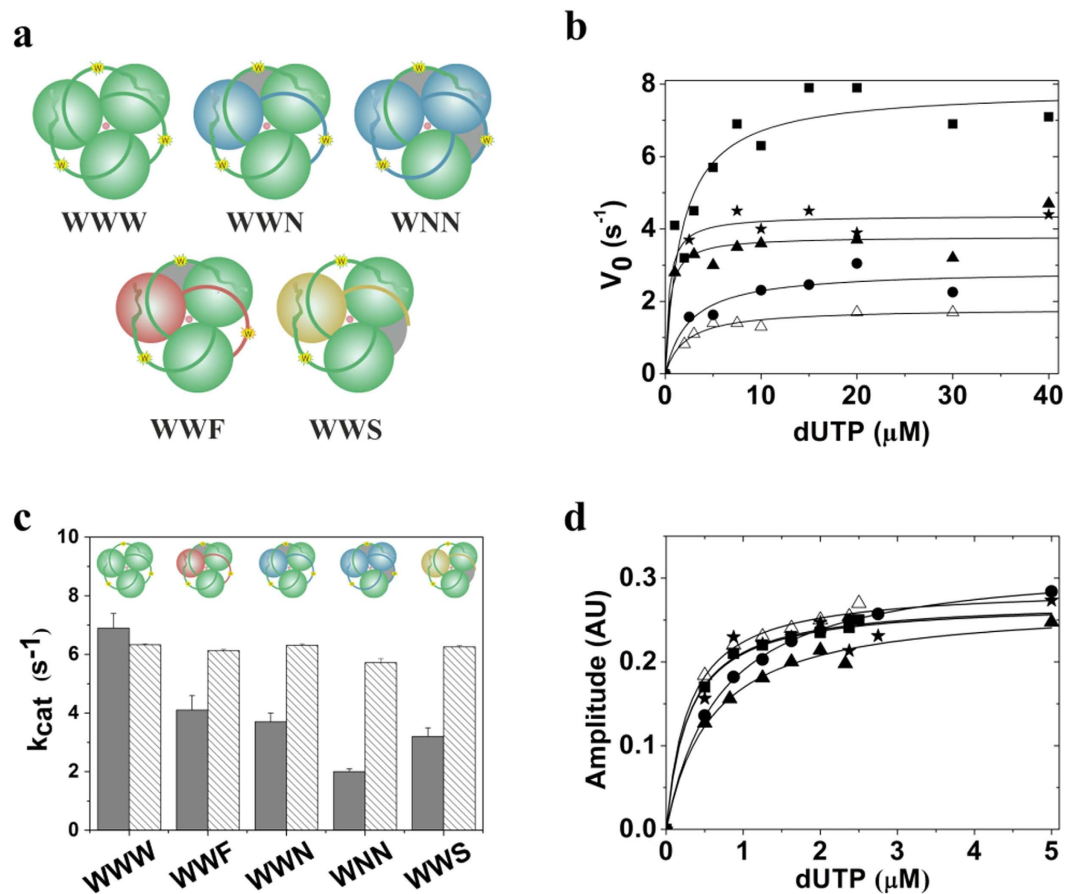 a
W W W
W W W
W W W
WWW WWN WNN
W W W
W W
WWF WWS
b
V0 (s-1)
8
6
4
2
0
0 10 20 30 40
dUTP (μM)
c
kcat (s-1)
10
8
6
4
2
0
WWW WWF WWN WNN WWS
d
Amplitude (AU)
0.3
0.2
0.1
0.0
0 1 2 3 4 5
dUTP (μM)